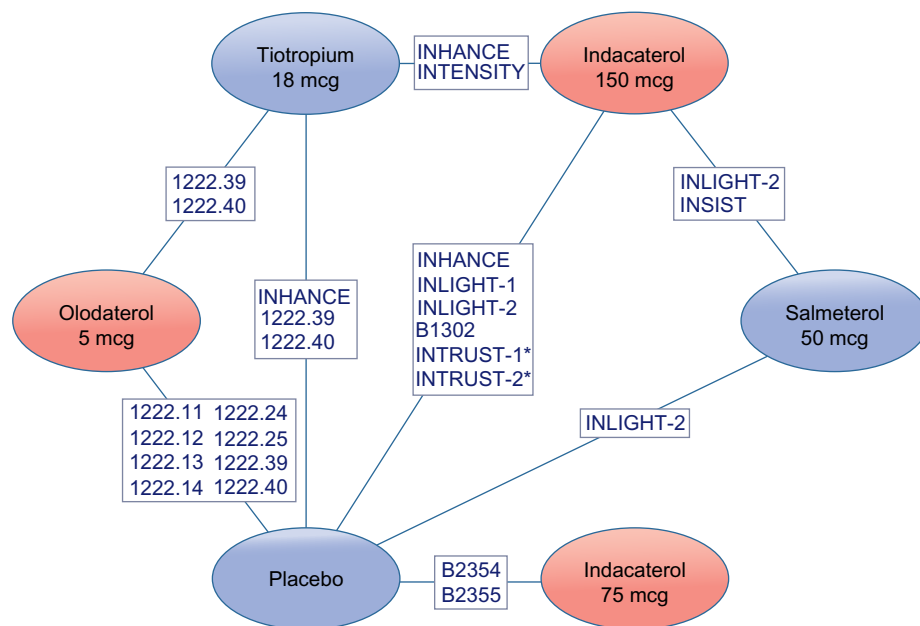 Tiotropium
18 mcg
INHANCE
INTENSITY
Indacaterol
150 mcg
1222.39
1222.40
INLIGHT-2
INSIST
Olodaterol
5 mcg
INHANCE
1222.39
1222.40
INHANCE
INLIGHT-1
INLIGHT-2
B1302
INTRUST-1*
INTRUST-2*
Salmeterol
50 mcg
1222.11 1222.24
1222.12 1222.25
1222.13 1222.39
1222.14 1222.40
INLIGHT-2
Placebo
B2354
B2355
Indacaterol
75 mcg